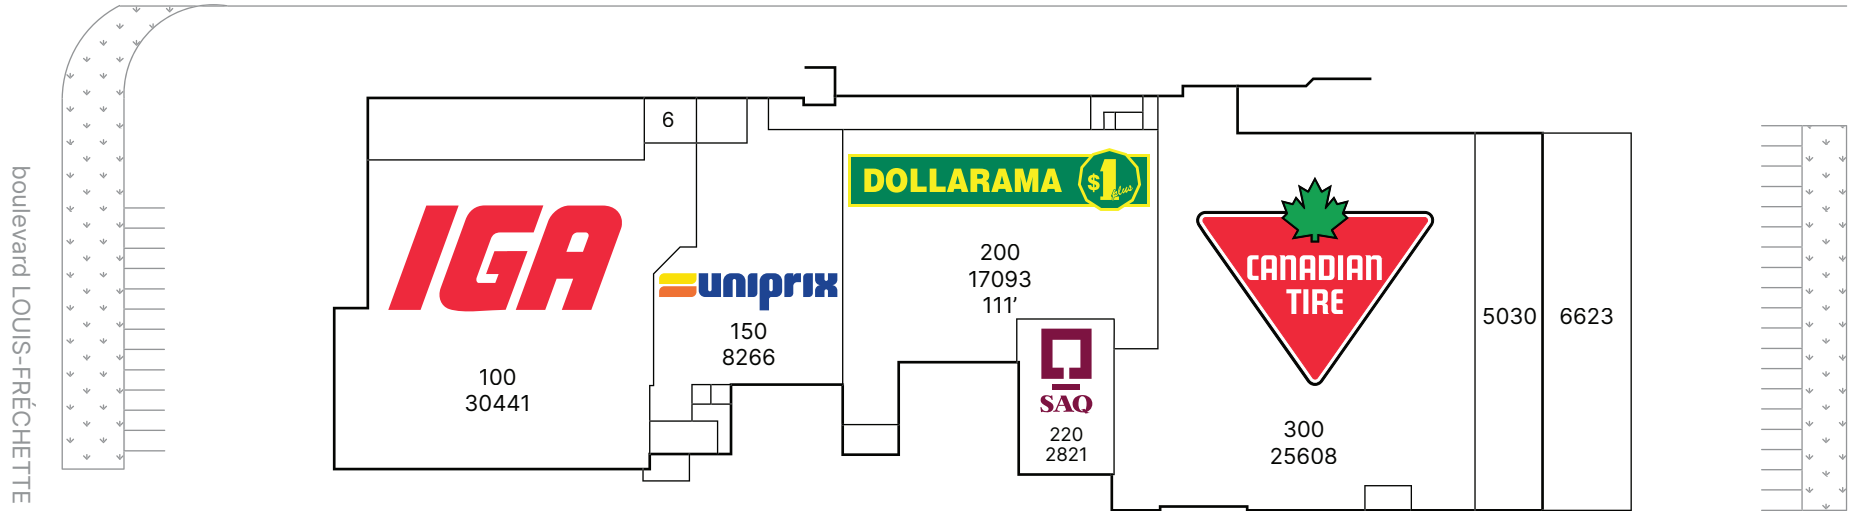 boulevard LOUIS-FRÉCHETTE
6
IGA
100
30441
uniprix
150
8266
DOLLARAMA $1 plus
200
17093
111’
SAQ
220
2821
CANADIAN
TIRE
300
25608
5030
6623